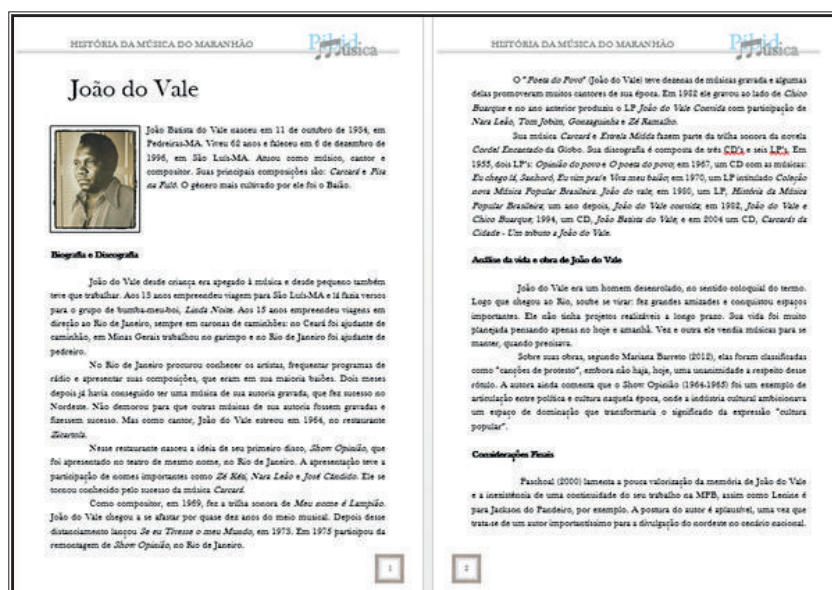 HISTÓRIA DA MÚSICA DO MARANHÃO
Pibid
Música
João do Vale
João Batista do Vale nasceu em 11 de outubro de 1934, em
Pedreiras-MA. Viveu 62 anos e faleceu em 6 de dezembro de
1996, em São Luís-MA. Atuou como músico, cantor e
compositor. Suas principais composições são: Carcará e Pisa
na Fulô. O gênero mais cultivado por ele foi o Baião.
Biografia e Discografia
João do Vale desde criança era apegado à música e desde pequeno também
teve que trabalhar. Aos 13 anos empreendeu viagem para São Luís-MA e lá fazia versos
para o grupo de bumba-meu-boi, Linda Noite. Aos 15 anos empreendeu viagens em
direção ao Rio de Janeiro, sempre em caronas de caminhões: no Ceará foi ajudante de
caminhão, em Minas Gerais trabalhou no garimpo e no Rio de Janeiro foi ajudante de
pedreiro.
No Rio de Janeiro procurou conhecer os artistas, frequentar programas de
rádio e apresentar suas composições, que eram em sua maioria baiões. Dois meses
depois já havia conseguido ter uma música de sua autoria gravada, que fez sucesso no
Nordeste. Não demorou para que outras músicas de sua autoria fossem gravadas e
fizessem sucesso. Mas como cantor, João do Vale estreou em 1964, no restaurante
Zicartola.
Nesse restaurante nasceu a ideia de seu primeiro disco, Show Opinião, que
foi apresentado no teatro de mesmo nome, no Rio de Janeiro. A apresentação teve a
participação de nomes importantes como Zé Kéti, Nara Leão e José Cândido. Ele se
tornou conhecido pelo sucesso da música Carcará.
Como compositor, em 1969, fez a trilha sonora de Meu nome é Lampião.
João do Vale chegou a se afastar por quase dez anos do meio musical. Depois desse
distanciamento lançou Se eu Tivesse o meu Mundo, em 1973. Em 1975 participou da
remontagem de Show Opinião, no Rio de Janeiro.
1
HISTÓRIA DA MÚSICA DO MARANHÃO
Pibid
Música
O "Poeta do Povo" (João do Vale) teve dezenas de músicas gravada e algumas
delas promoveram muitos cantores de sua época. Em 1982 ele gravou ao lado de Chico
Buarque e no ano anterior produziu o LP João do Vale Convida com participação de
Nara Leão, Tom Jobim, Gonzaguinha e Zé Ramalho.
Sua música Carcará e Estrela Miúda fazem parte da trilha sonora da novela
Cordel Encantado da Globo. Sua discografia é composta de três CD's e seis LP's. Em
1955, dois LP's: Opinião do povo e O poeta do povo; em 1967, um CD com as músicas:
Eu chego lá, Sanharó, Eu vim pra'e Viva meu baião; em 1970, um LP intitulado Coleção
nova Música Popular Brasileira. João do vale; em 1980, um LP, História da Música
Popular Brasileira; um ano depois, João do Vale convida; em 1982, João do Vale e
Chico Buarque; 1994, um CD, João Batista do Vale; e em 2004 um CD, Carcarás da
Cidade - Um tributo a João do Vale.
Análise da vida e obra de João do Vale
João do Vale era um homem desenrolado, no sentido coloquial do termo.
Logo que chegou ao Rio, soube se virar: fez grandes amizades e conquistou espaços
importantes. Ele não tinha projetos realizáveis a longo prazo. Sua vida foi muito
planejada pensando apenas no hoje e amanhã. Vez e outra ele vendia músicas para se
manter, quando precisava.
Sobre suas obras, segundo Mariana Barreto (2012), elas foram classificadas
como "canções de protesto", embora não haja, hoje, uma unanimidade a respeito desse
rótulo. A autora ainda comenta que o Show Opinião (1964-1965) foi um exemplo de
articulação entre política e cultura naquela época, onde a indústria cultural ambicionava
um espaço de dominação que transformaria o significado da expressão "cultura
popular".
Considerações Finais
Paschoal (2000) lamenta a pouca valorização da memória de João do Vale
e a inexistência de uma continuidade do seu trabalho na MPB, assim como Lenine é
para Jackson do Pandeiro, por exemplo. A postura do autor é aplausível, uma vez que
trata-se de um autor importantíssimo para a divulgação do nordeste no cenário nacional.
2